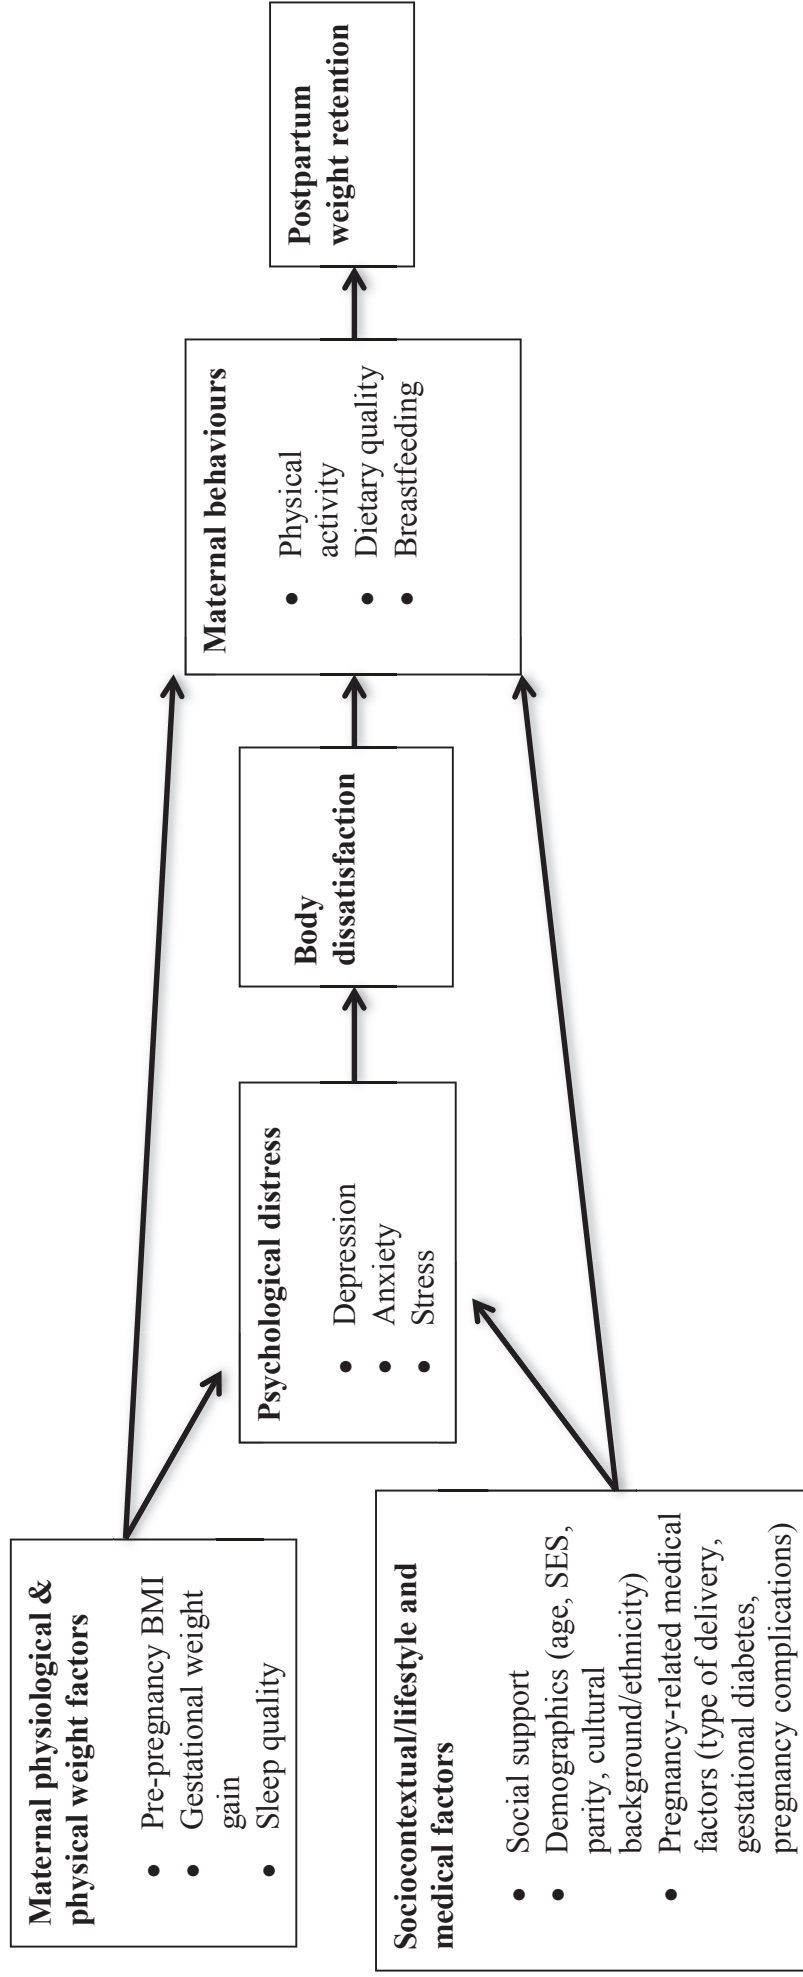 Maternal physiological &
physical weight factors
• Pre-pregnancy BMI
• Gestational weight
gain
• Sleep quality
Sociocontextual/lifestyle and
medical factors
• Social support
• Demographics (age, SES,
parity, cultural
background/ethnicity)
• Pregnancy-related medical
factors (type of delivery,
gestational diabetes,
pregnancy complications)
Psychological distress
• Depression
• Anxiety
• Stress
Body
dissatisfaction
Maternal behaviours
• Physical
activity
• Dietary quality
• Breastfeeding
Postpartum
weight retention